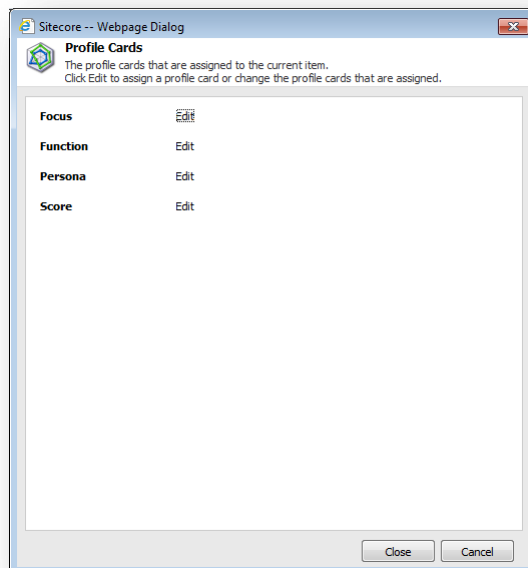 Sitecore -- Webpage Dialog
Profile Cards
The profile cards that are assigned to the current item.
Click Edit to assign a profile card or change the profile cards that are assigned.
Focus Edit
Function Edit
Persona Edit
Score Edit
Close Cancel